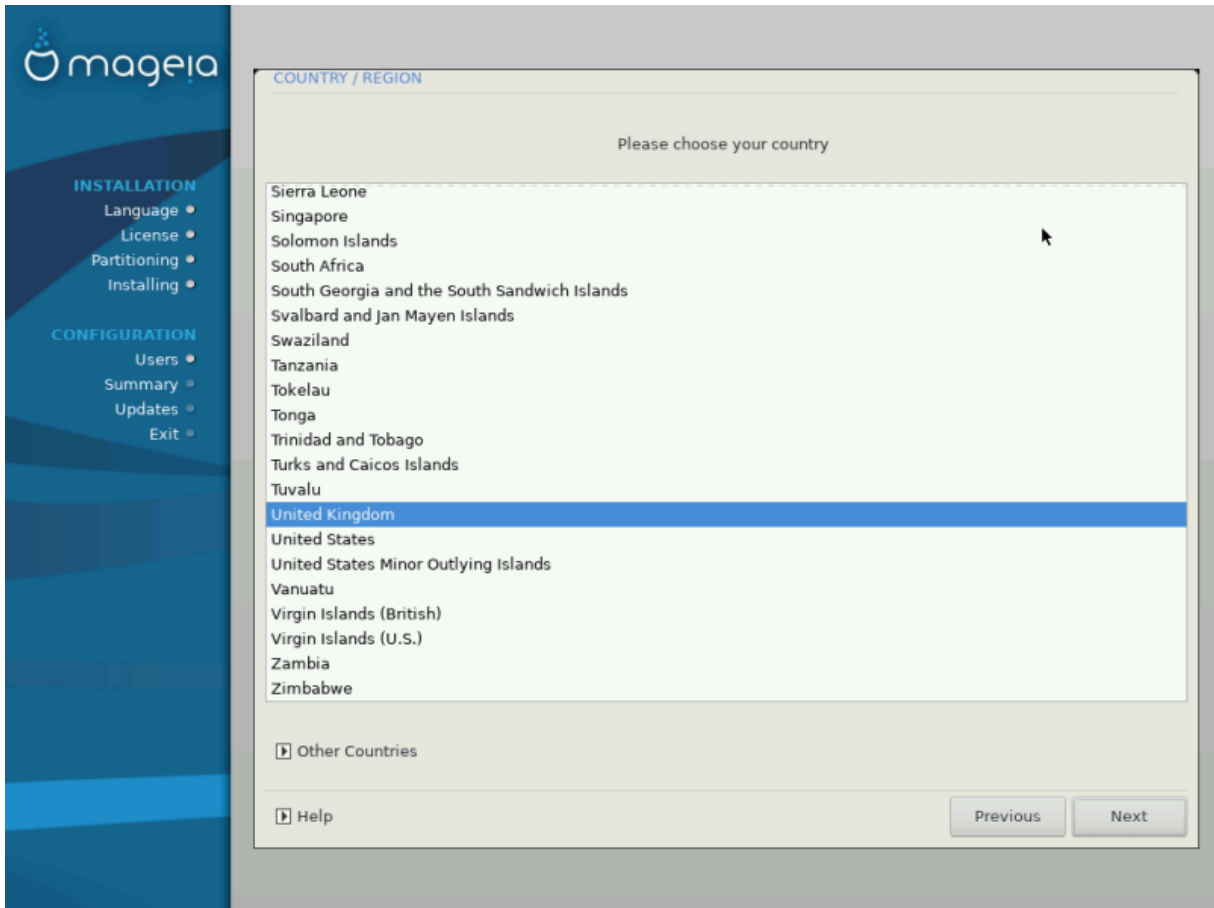 mageia
INSTALLATION
Language
License
Partitioning
Installing
CONFIGURATION
Users
Summary
Updates
Exit
COUNTRY / REGION
Please choose your country
Sierra Leone
Singapore
Solomon Islands
South Africa
South Georgia and the South Sandwich Islands
Svalbard and Jan Mayen Islands
Swaziland
Tanzania
Tokelau
Tonga
Trinidad and Tobago
Turks and Caicos Islands
Tuvalu
United Kingdom
United States
United States Minor Outlying Islands
Vanuatu
Virgin Islands (British)
Virgin Islands (U.S.)
Zambia
Zimbabwe
Other Countries
Help
Previous
Next